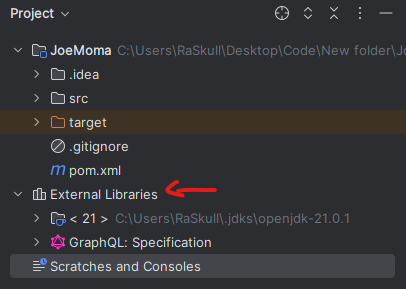 Project
JoeMoma C:\Users\RaSkull\Desktop\Code\New folder\Jo
.idea
src
target
.gitignore
m pom.xml
External Libraries
< 21 > C:\Users\RaSkull\.jdks\openjdk-21.0.1
GraphQL: Specification
Scratches and Consoles